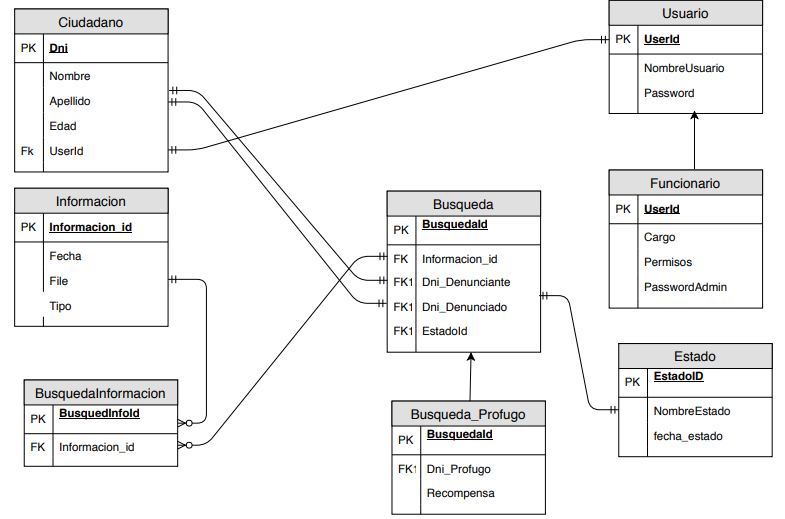 Ciudadano
PK Dni
Nombre
Apellido
Edad
Fk UserId
Usuario
PK UserId
NombreUsuario
Password
Informacion
PK Informacion_id
Fecha
File
Tipo
Busqueda
PK BusquedaId
FK Informacion_id
FK1 Dni_Denunciante
FK1 Dni_Denunciado
FK1 EstadoId
Funcionario
PK UserId
Cargo
Permisos
PasswordAdmin
BusquedaInformacion
PK BusquedInfoId
FK Informacion_id
Busqueda_Profugo
PK BusquedaId
FK1 Dni_Profugo
Recompensa
Estado
PK EstadoID
NombreEstado
fecha_estado